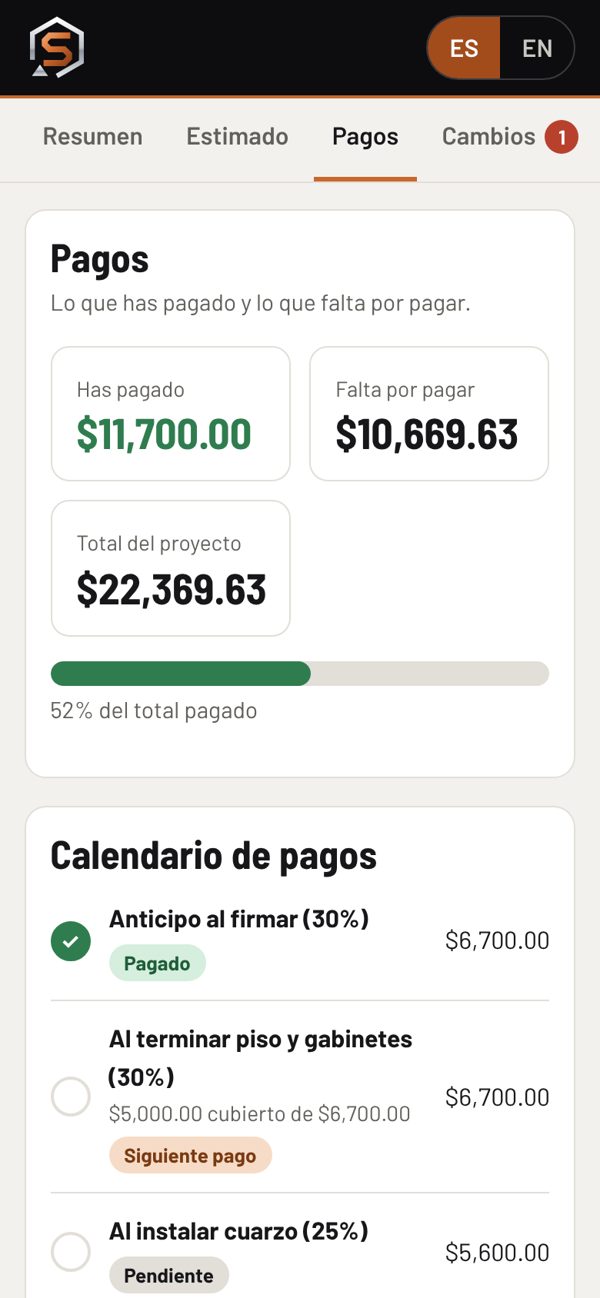 S
ES EN
Resumen Estimado Pagos Cambios 1
Pagos
Lo que has pagado y lo que falta por pagar.
Has pagado
$11,700.00
Falta por pagar
$10,669.63
Total del proyecto
$22,369.63
52% del total pagado
Calendario de pagos
Anticipo al firmar (30%)
Pagado
$6,700.00
Al terminar piso y gabinetes
(30%)
$5,000.00 cubierto de $6,700.00
Siguiente pago
$6,700.00
Al instalar cuarzo (25%)
Pendiente
$5,600.00